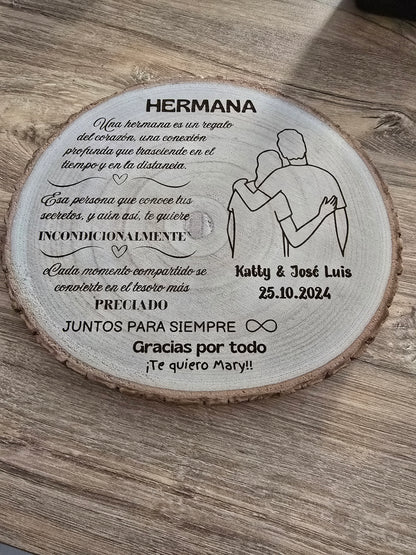 HERMANA
Una hermana es un regalo
del corazón, una conexión
profunda que trasciende en el
tiempo y en la distancia.
Esa persona que conoce tus
secretos, y aún así, te quiere
INCONDICIONALMENTE
Cada momento compartido se
convierte en el tesoro más
PRECIADO
Katty & José Luis
25.10.2024
JUNTOS PARA SIEMPRE
Gracias por todo
¡Te quiero Mary!!